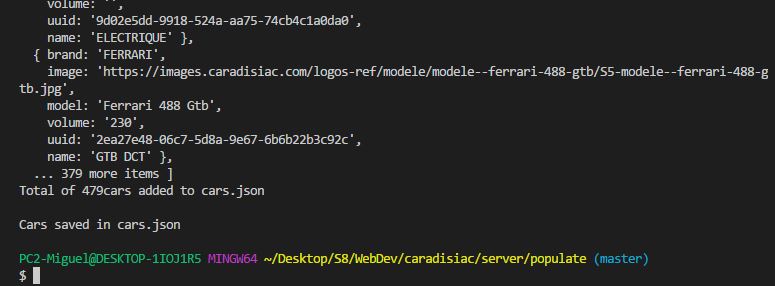 volume: '',
uuid: '9d02e5dd-9918-524a-aa75-74cb4c1a0da0',
name: 'ELECTRIQUE' },
{ brand: 'FERRARI',
image: 'https://images.caradisiac.com/logos-ref/modele/modele--ferrari-488-gtb/S5-modele--ferrari-488-g
tb.jpg',
model: 'Ferrari 488 Gtb',
volume: '230',
uuid: '2ea27e48-06c7-5d8a-9e67-6b6b22b3c92c',
name: 'GTB DCT' },
... 379 more items ]
Total of 479cars added to cars.json
Cars saved in cars.json
PC2-Miguel@DESKTOP-1IOJ1R5 MINGW64 ~/Desktop/S8/WebDev/caradisiac/server/populate (master)
$